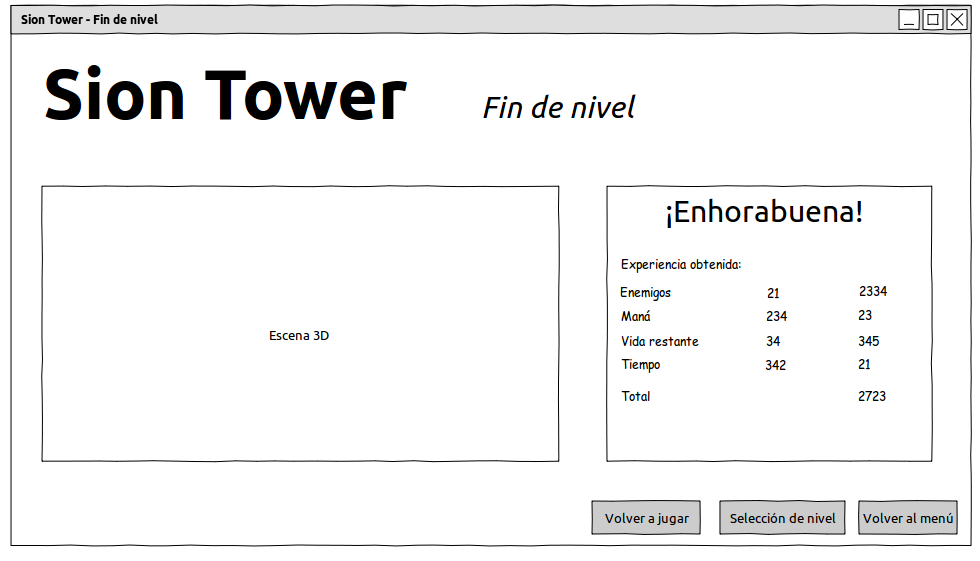 Sion Tower - Fin de nivel
Sion Tower
Fin de nivel
Escena 3D
¡Enhorabuena!
Experiencia obtenida:
Enemigos 21 2334
Maná 234 23
Vida restante 34 345
Tiempo 342 21
Total 2723
Volver a jugar
Selección de nivel
Volver al menú